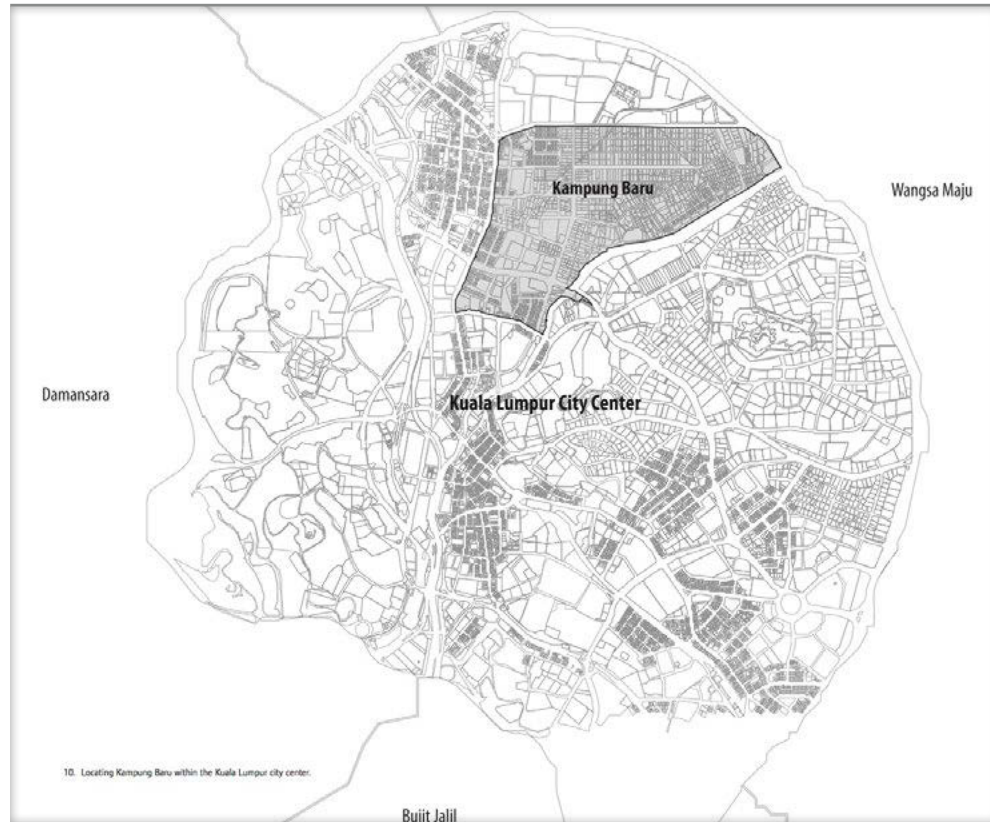 Kampung Baru
Wangsa Maju
Damansara
Kuala Lumpur City Center
10. Locating Kampung Baru within the Kuala Lumpur city center.
Bujit Jalil